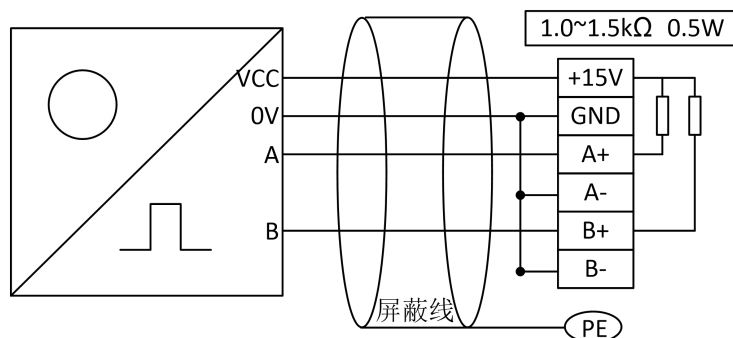 1.0~1.5kΩ 0.5W
VCC
0V
A
B
+15V
GND
A+
A-
B+
B-
屏蔽线
PE